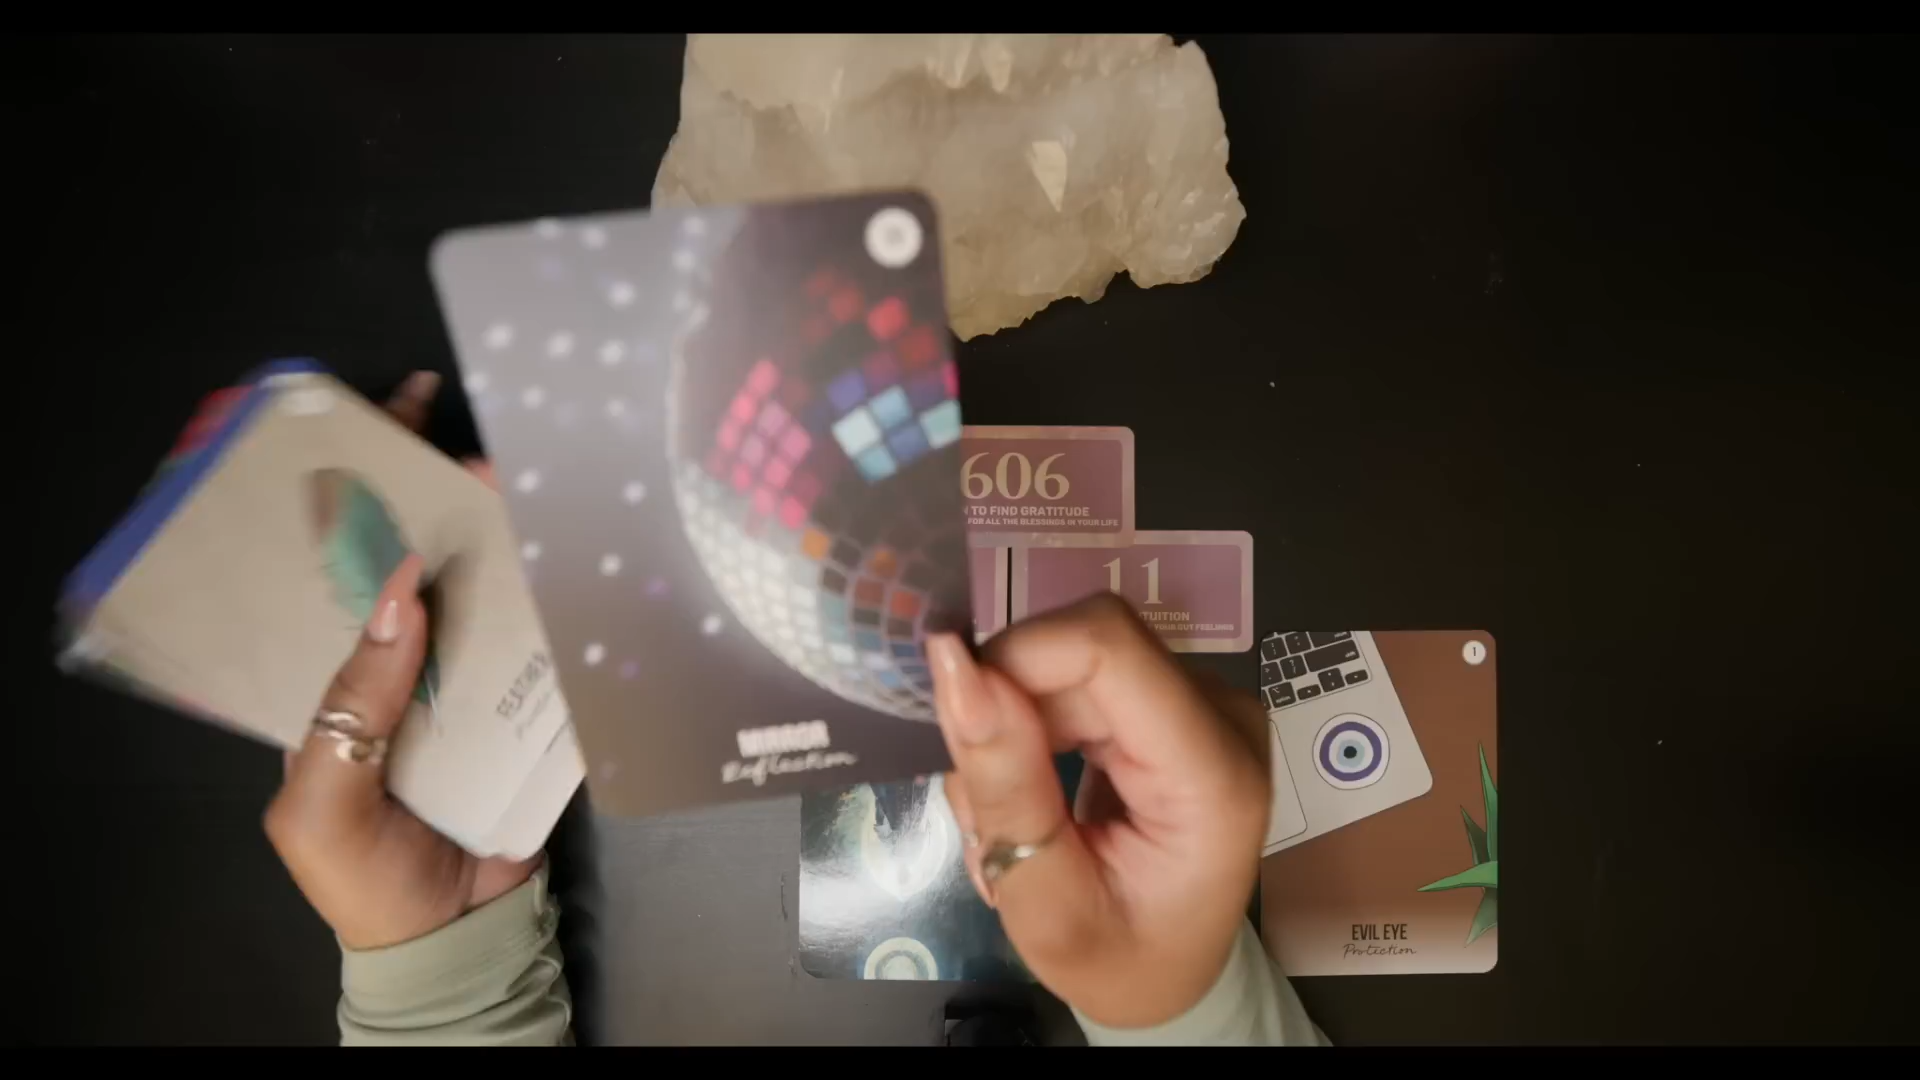 606
N TO FIND GRATITUDE
FOR ALL THE BLESSINGS IN YOUR LIFE
11
TUITION
YOUR GUT FEELINGS
1
MIRROR
Reflection
FEATHER
EVIL EYE
Protection